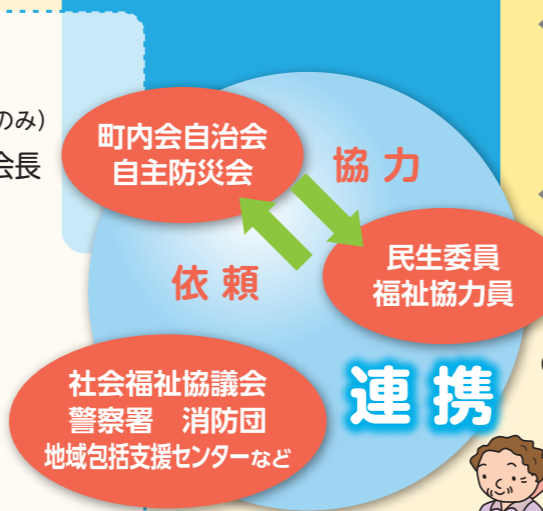 のみ)
会長
町内会自治会
自主防災会
協力
依頼
民生委員
福祉協力員
社会福祉協議会
警察署　消防団
地域包括支援センターなど
連携